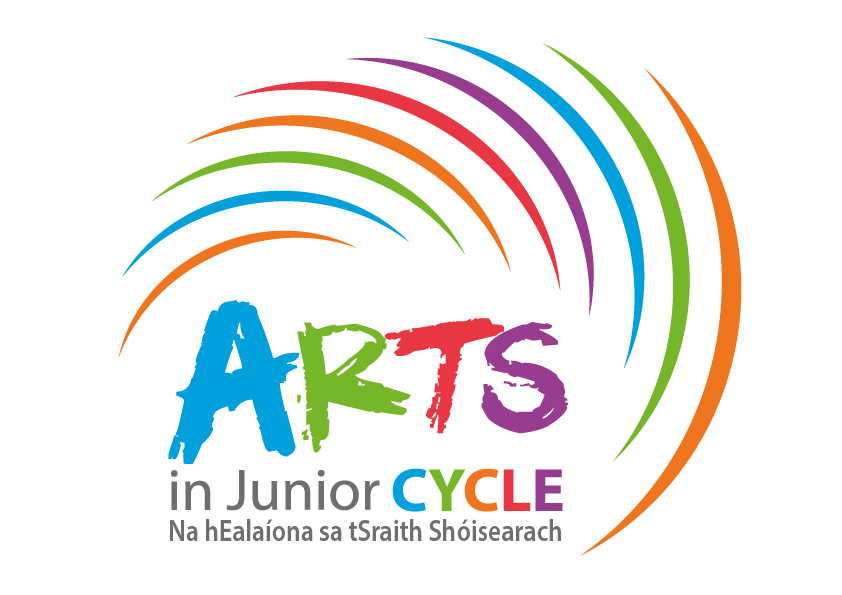 ARTS
in Junior CYCLE
Na hEalaíona sa tSraith Shóisearach